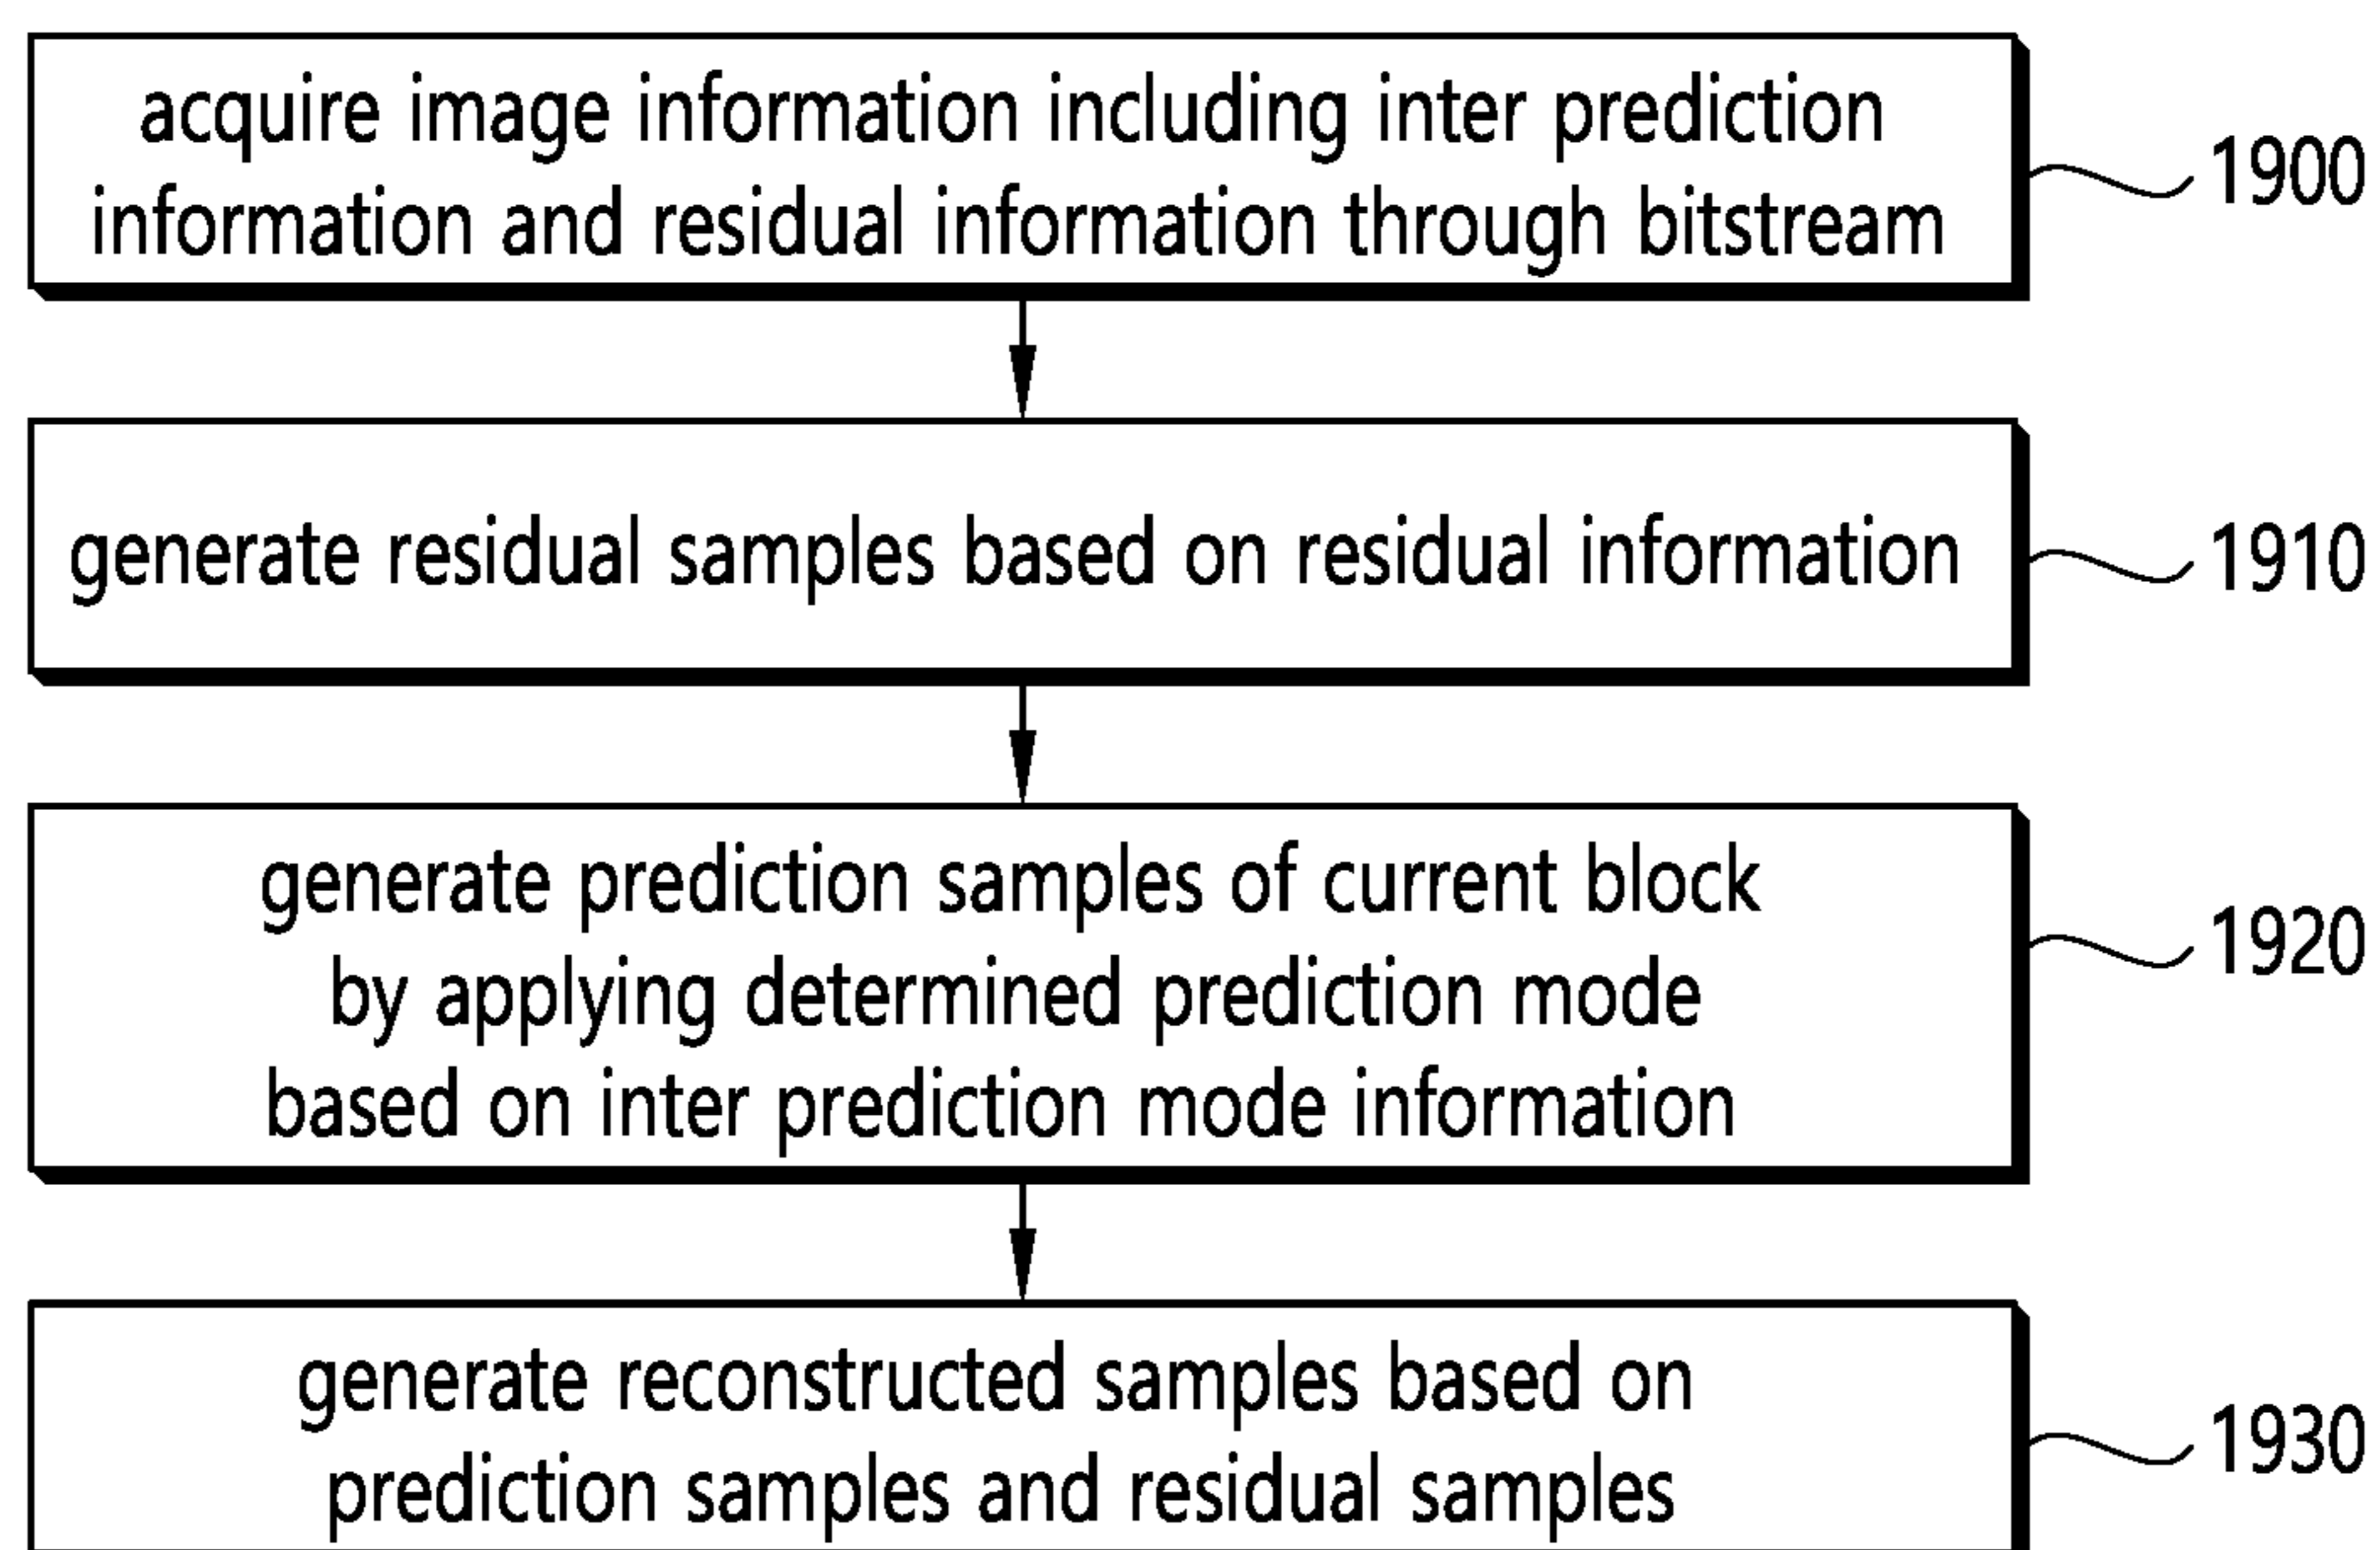 acquire image information including inter prediction
information and residual information through bitstream
1900
generate residual samples based on residual information
1910
generate prediction samples of current block
by applying determined prediction mode
based on inter prediction mode information
1920
generate reconstructed samples based on
prediction samples and residual samples
1930